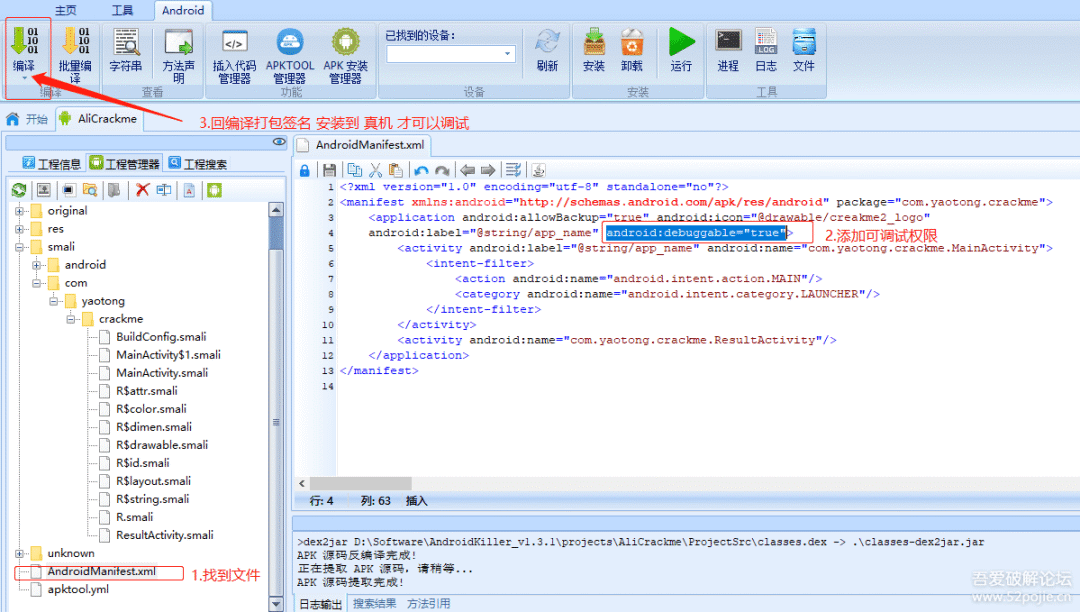 主页 工具 Android
编译
批量编译
字符串
方法声明
插入代码管理器
APKTOOL 管理器
APK 安装管理器
已找到的设备:
刷新
安装
卸载
运行
进程
LOG
日志
文件
编译 查看 功能 设备 安装 工具
开始 AliCrackme
3.回编译打包签名 安装到 真机 才可以调试
工程信息 工程管理器 工程搜索
original
res
smali
android
com
yaotong
crackme
BuildConfig.smali
MainActivity$1.smali
MainActivity.smali
R$attr.smali
R$color.smali
R$dimen.smali
R$drawable.smali
R$id.smali
R$layout.smali
R$string.smali
R.smali
ResultActivity.smali
unknown
AndroidManifest.xml 1.找到文件
apktool.yml
AndroidManifest.xml
1 <?xml version="1.0" encoding="utf-8" standalone="no"?>
2 <manifest xmlns:android="http://schemas.android.com/apk/res/android" package="com.yaotong.crackme">
3 <application android:allowBackup="true" android:icon="@drawable/creakme2_logo"
4 android:label="@string/app_name" android:debuggable="true"> 2.添加可调试权限
5 <activity android:label="@string/app_name" android:name="com.yaotong.crackme.MainActivity">
6 <intent-filter>
7 <action android:name="android.intent.action.MAIN"/>
8 <category android:name="android.intent.category.LAUNCHER"/>
9 </intent-filter>
10 </activity>
11 <activity android:name="com.yaotong.crackme.ResultActivity"/>
12 </application>
13 </manifest>
14
行: 4 列: 63 插入
>dex2jar D:\Software\AndroidKiller_v1.3.1\projects\AliCrackme\ProjectSrc\classes.dex -> .\classes-dex2jar.jar
APK 源码反编译完成!
正在提取 APK 源码, 请稍等...
APK 源码提取完成!
日志输出 搜索结果 方法引用
吾爱破解论坛
www.52pojie.cn